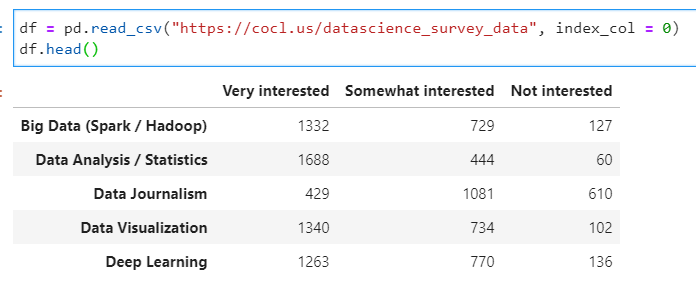 df = pd.read_csv("https://cocl.us/datascience_survey_data", index_col = 0)
df.head()
Very interested Somewhat interested Not interested
Big Data (Spark / Hadoop) 1332 729 127
Data Analysis / Statistics 1688 444 60
Data Journalism 429 1081 610
Data Visualization 1340 734 102
Deep Learning 1263 770 136